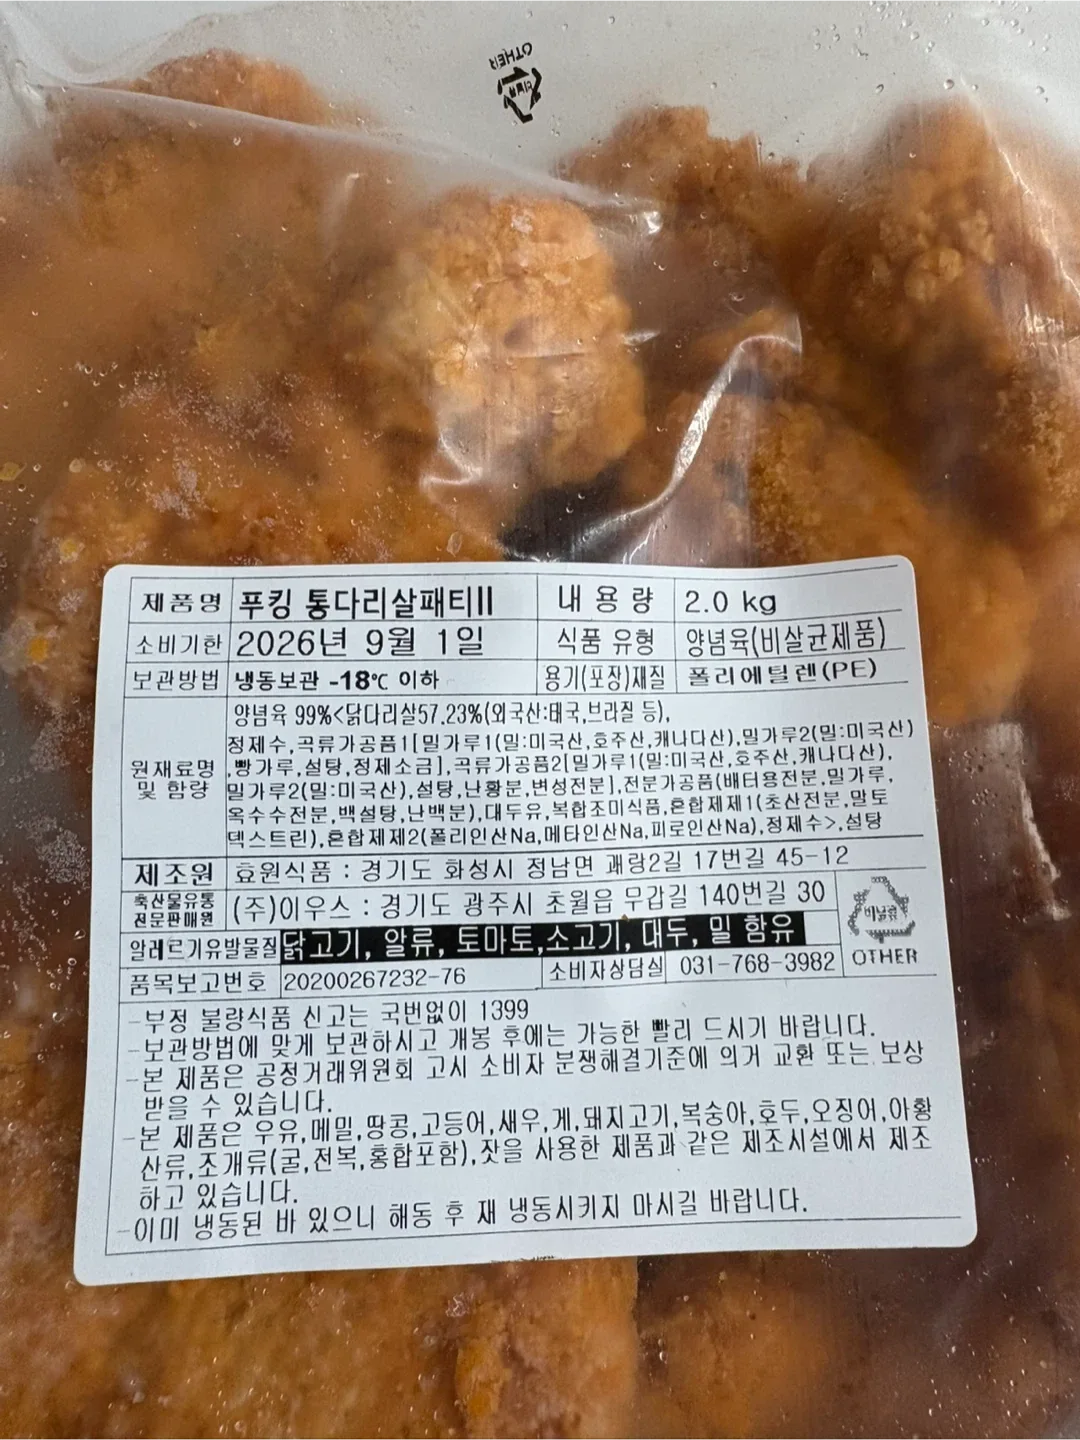 OTHER
비닐류
제품명 푸킹 통다리살패티II 내용량 2.0 kg
소비기한 2026년 9월 1일 식품 유형 양념육(비살균제품)
보관방법 냉동보관 -18℃ 이하 용기(포장)재질 폴리에틸렌(PE)
원재료명 및 함량
양념육 99%<닭다리살57.23%(외국산:태국,브라질 등),
정제수,곡류가공품1[밀가루1(밀:미국산,호주산,캐나다산),밀가루2(밀:미국산)
,빵가루,설탕,정제소금],곡류가공품2[밀가루1(밀:미국산,호주산,캐나다산),
밀가루2(밀:미국산),설탕,난황분,변성전분],전분가공품(배터용전분,밀가루,
옥수수전분,백설탕,난백분),대두유,복합조미식품,혼합제제1(초산전분,말토
덱스트린),혼합제제2(폴리인산Na,메타인산Na,피로인산Na),정제수>,설탕
제조원 효원식품 : 경기도 화성시 정남면 괘랑2길 17번길 45-12
축산물유통전문판매원 (주)이우스 : 경기도 광주시 초월읍 무갑길 140번길 30
알레르기유발물질 닭고기, 알류, 토마토,소고기, 대두, 밀 함유
비닐류
OTHER
품목보고번호 20200267232-76 소비자상담실 031-768-3982
-부정 불량식품 신고는 국번없이 1399
-보관방법에 맞게 보관하시고 개봉 후에는 가능한 빨리 드시기 바랍니다.
-본 제품은 공정거래위원회 고시 소비자 분쟁해결기준에 의거 교환 또는 보상
받을 수 있습니다.
-본 제품은 우유,메밀,땅콩,고등어,새우,게,돼지고기,복숭아,호두,오징어,아황
산류,조개류(굴,전복,홍합포함),잣을 사용한 제품과 같은 제조시설에서 제조
하고 있습니다.
-이미 냉동된 바 있으니 해동 후 재 냉동시키지 마시길 바랍니다.